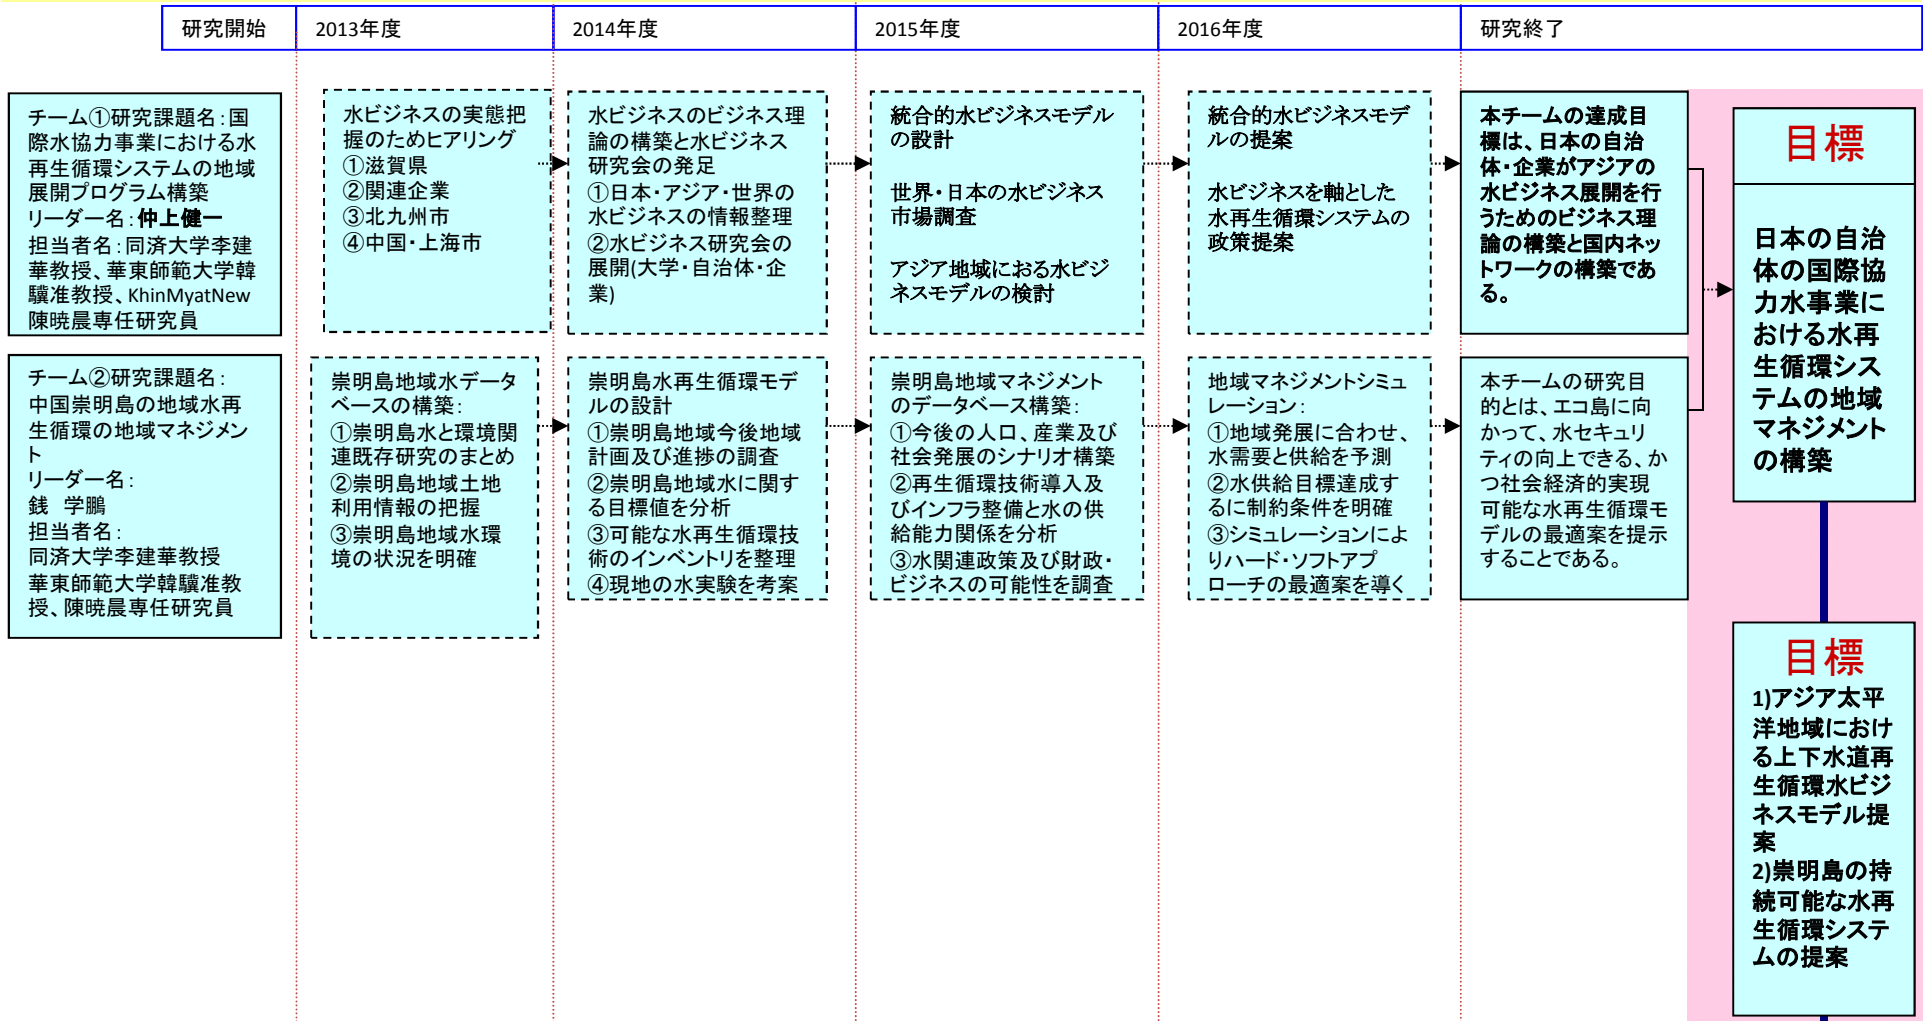 研究開始
2013年度
2014年度
2015年度
2016年度
研究終了
チーム①研究課題名：国
際水協力事業における水
再生循環システムの地域
展開プログラム構築
リーダー名：仲上健一
担当者名：同済大学李建
華教授、華東師範大学韓
驥准教授、KhinMyatNew
陳暁晨専任研究員
水ビジネスの実態把
握のためヒアリング
①滋賀県
②関連企業
③北九州市
④中国・上海市
水ビジネスのビジネス理
論の構築と水ビジネス
研究会の発足
①日本・アジア・世界の
水ビジネスの情報整理
②水ビジネス研究会の
展開(大学・自治体・企
業)
統合的水ビジネスモデル
の設計
世界・日本の水ビジネス
市場調査
アジア地域におる水ビジ
ネスモデルの検討
統合的水ビジネスモデ
ルの提案
水ビジネスを軸とした
水再生循環システムの
政策提案
本チームの達成目
標は、日本の自治
体・企業がアジアの
水ビジネス展開を行
うためのビジネス理
論の構築と国内ネッ
トワークの構築であ
る。
目標
日本の自治
体の国際協
力水事業に
おける水再
生循環シス
テムの地域
マネジメント
の構築
チーム②研究課題名：
中国崇明島の地域水再
生循環の地域マネジメン
ト
リーダー名：
銭　学鵬
担当者名：
同済大学李建華教授
華東師範大学韓驥准教
授、陳暁晨専任研究員
崇明島地域水データ
ベースの構築：
①崇明島水と環境関
連既存研究のまとめ
②崇明島地域土地
利用情報の把握
③崇明島地域水環
境の状況を明確
崇明島水再生循環モデ
ルの設計
①崇明島地域今後地域
計画及び進捗の調査
②崇明島地域水に関す
る目標値を分析
③可能な水再生循環技
術のインベントリを整理
④現地の水実験を考案
崇明島地域マネジメント
のデータベース構築：
①今後の人口、産業及び
社会発展のシナリオ構築
②再生循環技術導入及
びインフラ整備と水の供
給能力関係を分析
③水関連政策及び財政・
ビジネスの可能性を調査
地域マネジメントシミュ
レーション：
①地域発展に合わせ、
水需要と供給を予測
②水供給目標達成す
るに制約条件を明確
③シミュレーションによ
りハード・ソフトアプ
ローチの最適案を導く
本チームの研究目
的とは、エコ島に向
かって、水セキュリ
ティの向上できる、か
つ社会経済的実現
可能な水再生循環モ
デルの最適案を提示
することである。
目標
1)アジア太平
洋地域におけ
る上下水道再
生循環水ビジ
ネスモデル提
案
2)崇明島の持
続可能な水再
生循環システ
ムの提案